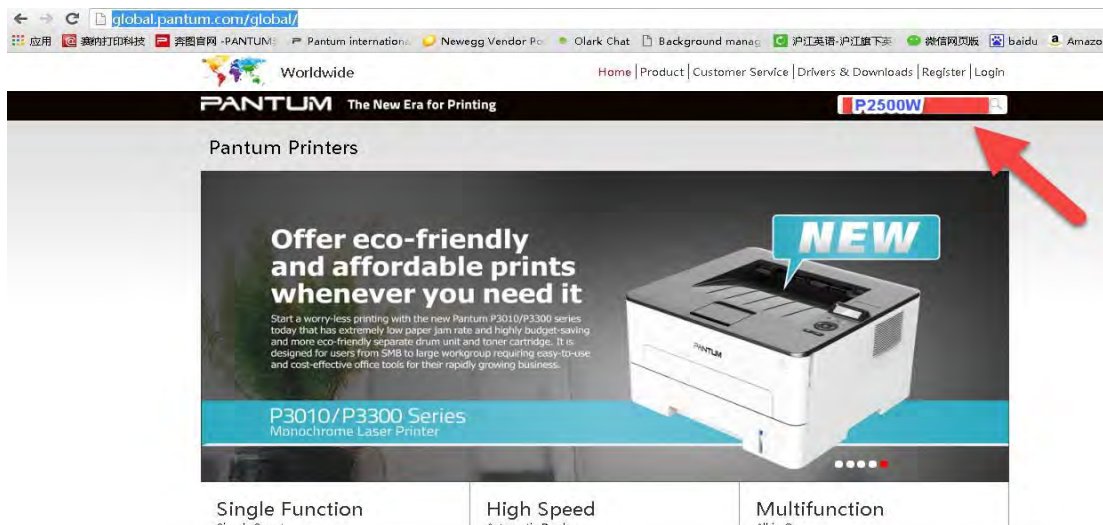 global.pantum.com/global/
应用 赛纳打印科技 奔图官网 -PANTUM Pantum internationa Newegg Vendor Po Olark Chat Background manag 沪江英语-沪江旗下英 微信网页版 baidu Amazo
Worldwide
Home | Product | Customer Service | Drivers & Downloads | Register | Login
PANTUM The New Era for Printing
P2500W
Pantum Printers
NEW
Offer eco-friendly
and affordable prints
whenever you need it
Start a worry-less printing with the new Pantum P3010/P3300 series
today that has extremely low paper jam rate and highly budget-saving
and more eco-friendly separate drum unit and toner cartridge. It is
designed for users from SMB to large workgroup requiring easy-to-use
and cost-effective office tools for their rapidly growing business.
PANTUM
P3010/P3300 Series
Monochrome Laser Printer
Single Function High Speed Multifunction